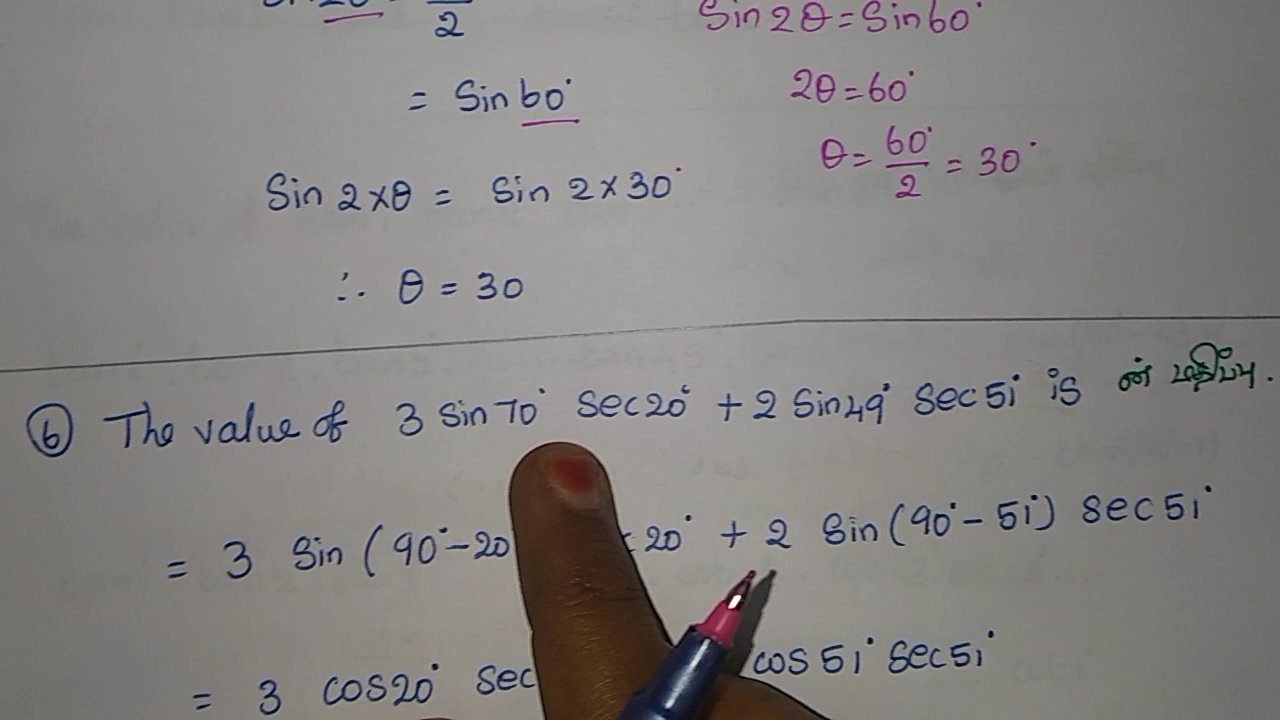 2
Sin 2θ = Sin 60°
= Sin 60°
2θ = 60°
θ = 60°/2 = 30°
Sin 2×θ = Sin 2×30°
∴ θ = 30
⑥ The value of 3 Sin 70° Sec 20° + 2 Sin 49° Sec 51° is ன் மதிப்பு.
= 3 Sin (90° - 20 20° + 2 Sin (90° - 51°) Sec 51°
= 3 cos 20° sec cos 51° Sec 51°